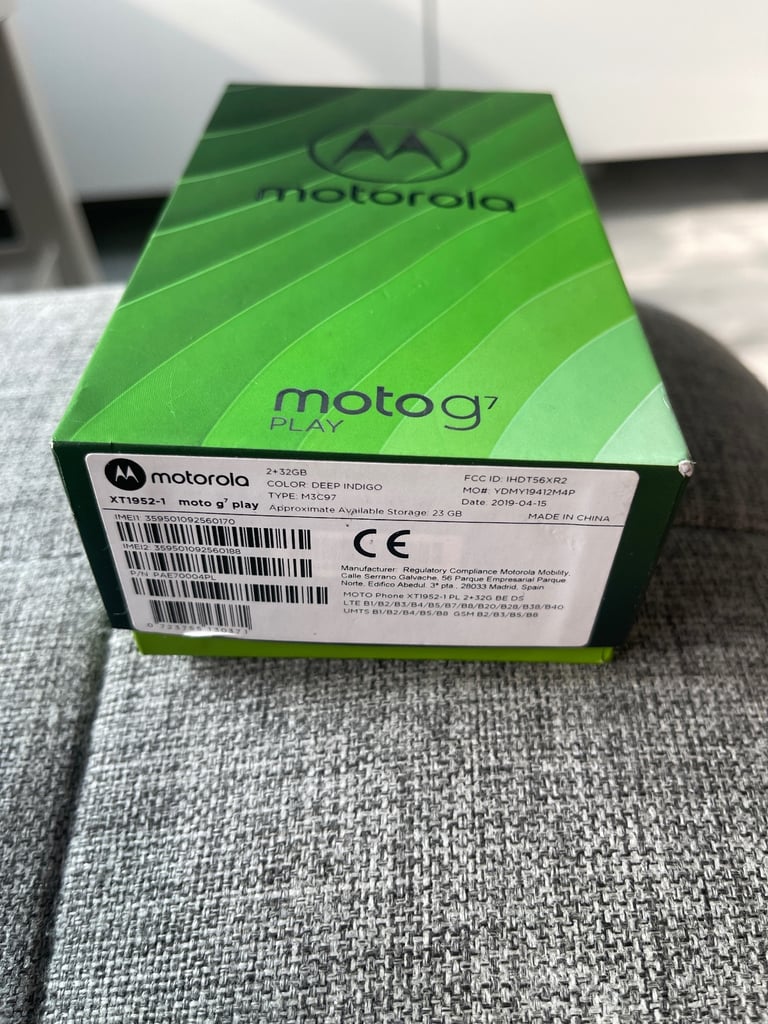 motorola
moto g7
PLAY
motorola
XT1952-1 moto g7 play
2+32GB
COLOR: DEEP INDIGO
TYPE: M3C97
Approximate Available Storage: 23 GB
FCC ID: IHDT56XR2
MO#: YDMY19412M4P
Date: 2019-04-15
MADE IN CHINA
IMEI1: 359501092560170
IMEI2: 359501092560188
P/N: PAE70004PL
0 723755 130371
CE
Manufacturer: Regulatory Compliance Motorola Mobility,
Calle Serrano Galvache, 56 Parque Empresarial Parque
Norte, Edifico Abedul, 3ª pta., 28033 Madrid, Spain
MOTO Phone XT1952-1 PL 2+32G BE DS
LTE B1/B2/B3/B4/B5/B7/B8/B20/B28/B38/B40
UMTS B1/B2/B4/B5/B8 GSM B2/B3/B5/B8